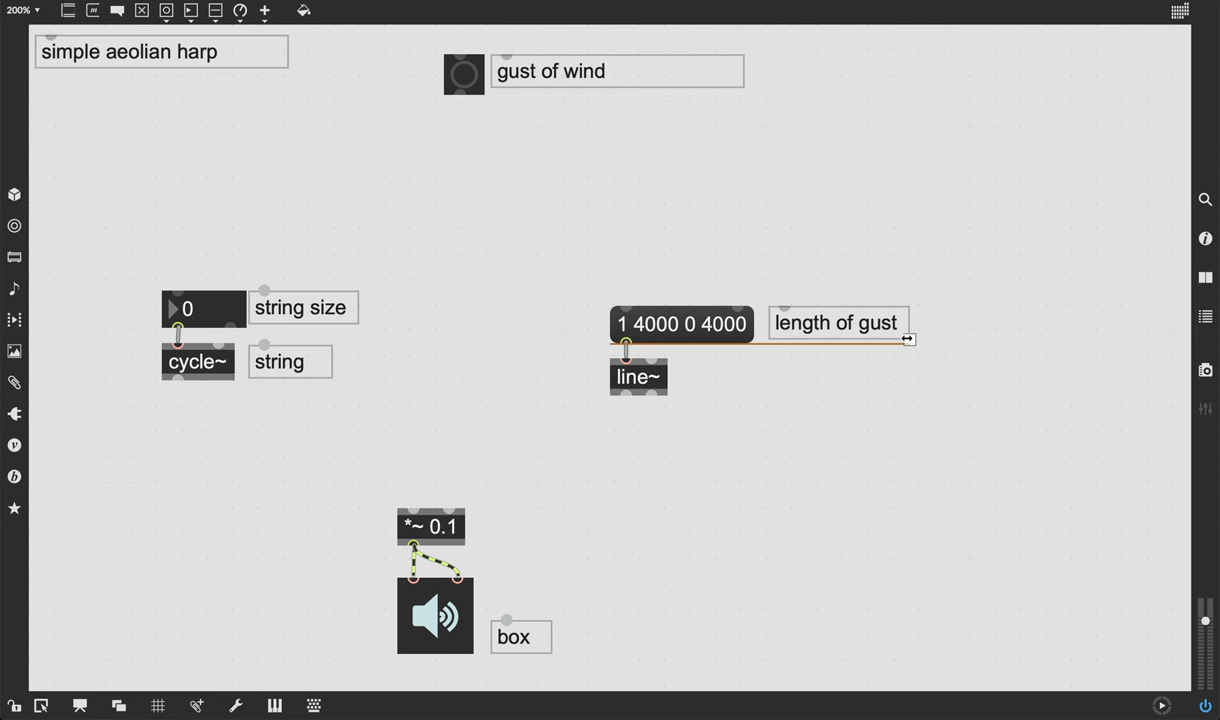 200%
simple aeolian harp
gust of wind
0
string size
1 4000 0 4000
length of gust
cycle~
string
line~
*~ 0.1
box